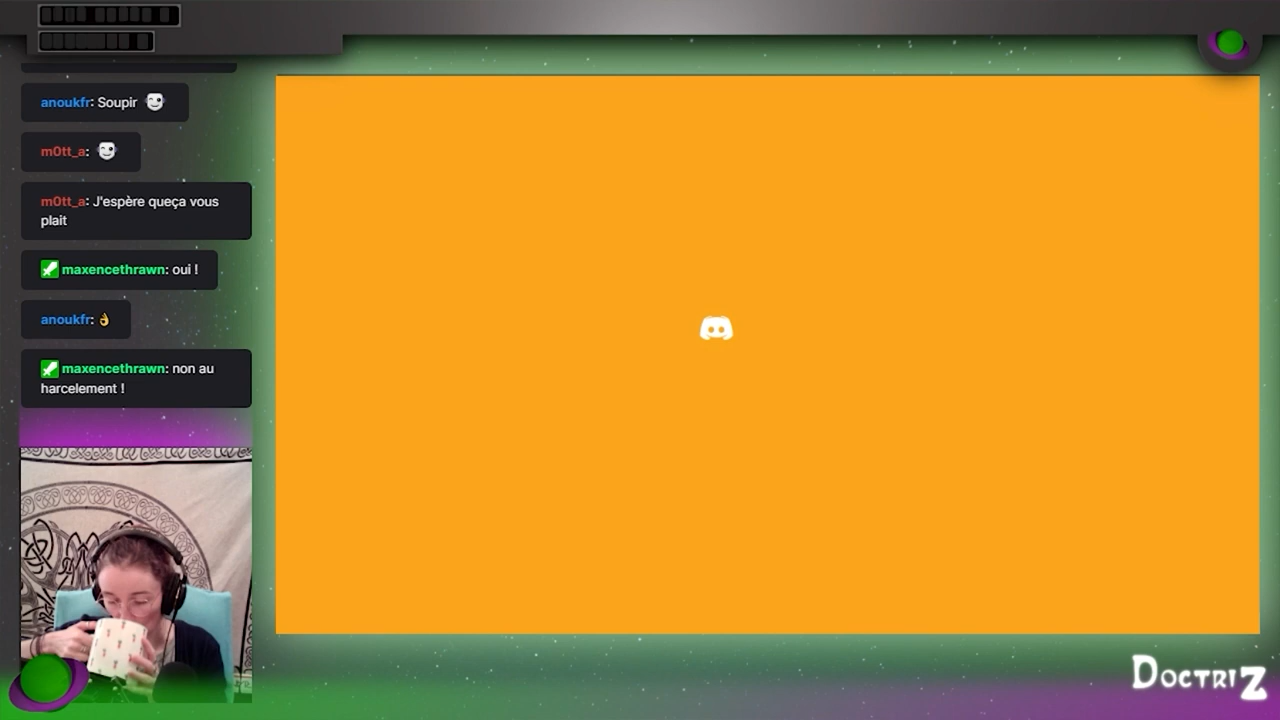 anoukfr: Soupir
m0tt_a:
m0tt_a: J'espère queça vous
plait
maxencethrawn: oui !
anoukfr: 👌
maxencethrawn: non au
harcelement !
DOCTRIZ